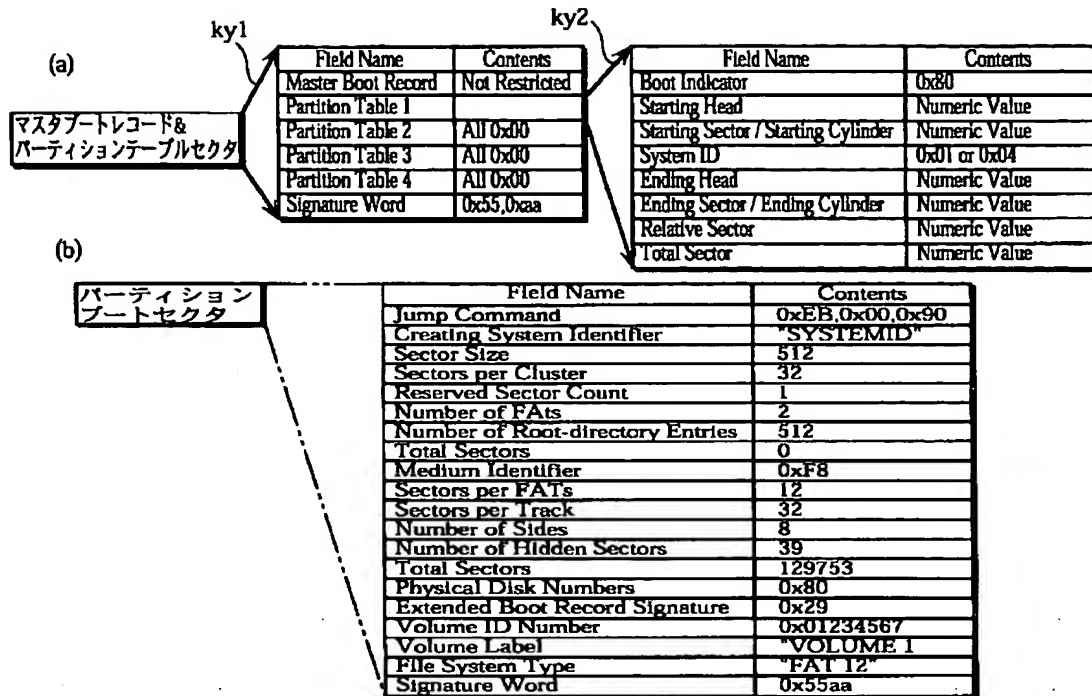 ky1
ky2
(a)
マスタブートレコード&
パーティションテーブルセクタ
Field Name Contents
Master Boot Record Not Restricted
Partition Table 1
Partition Table 2 All 0x00
Partition Table 3 All 0x00
Partition Table 4 All 0x00
Signature Word 0x55,0xaa
Field Name Contents
Boot Indicator 0x80
Starting Head Numeric Value
Starting Sector / Starting Cylinder Numeric Value
System ID 0x01 or 0x04
Ending Head Numeric Value
Ending Sector / Ending Cylinder Numeric Value
Relative Sector Numeric Value
Total Sector Numeric Value
(b)
パーティション
ブートセクタ
Field Name Contents
Jump Command 0xEB,0x00,0x90
Creating System Identifier "SYSTEMID"
Sector Size 512
Sectors per Cluster 32
Reserved Sector Count 1
Number of FAts 2
Number of Root-directory Entries 512
Total Sectors 0
Medium Identifier 0xF8
Sectors per FATs 12
Sectors per Track 32
Number of Sides 8
Number of Hidden Sectors 39
Total Sectors 129753
Physical Disk Numbers 0x80
Extended Boot Record Signature 0x29
Volume ID Number 0x01234567
Volume Label "VOLUME 1
File System Type "FAT 12"
Signature Word 0x55aa